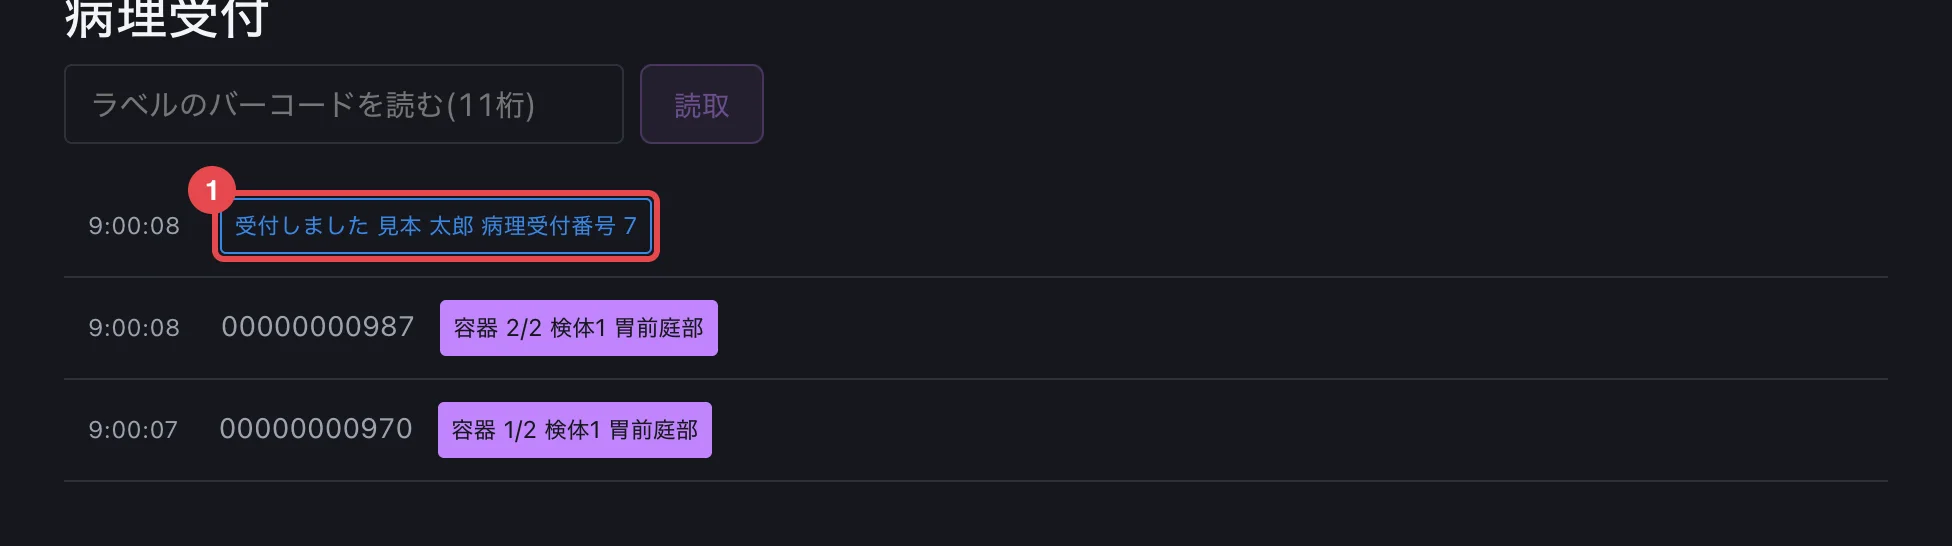 病理受付
ラベルのバーコードを読む(11桁)
読取
1
9:00:08 受付しました 見本 太郎 病理受付番号 7
9:00:08 00000000987 容器 2/2 検体1 胃前庭部
9:00:07 00000000970 容器 1/2 検体1 胃前庭部